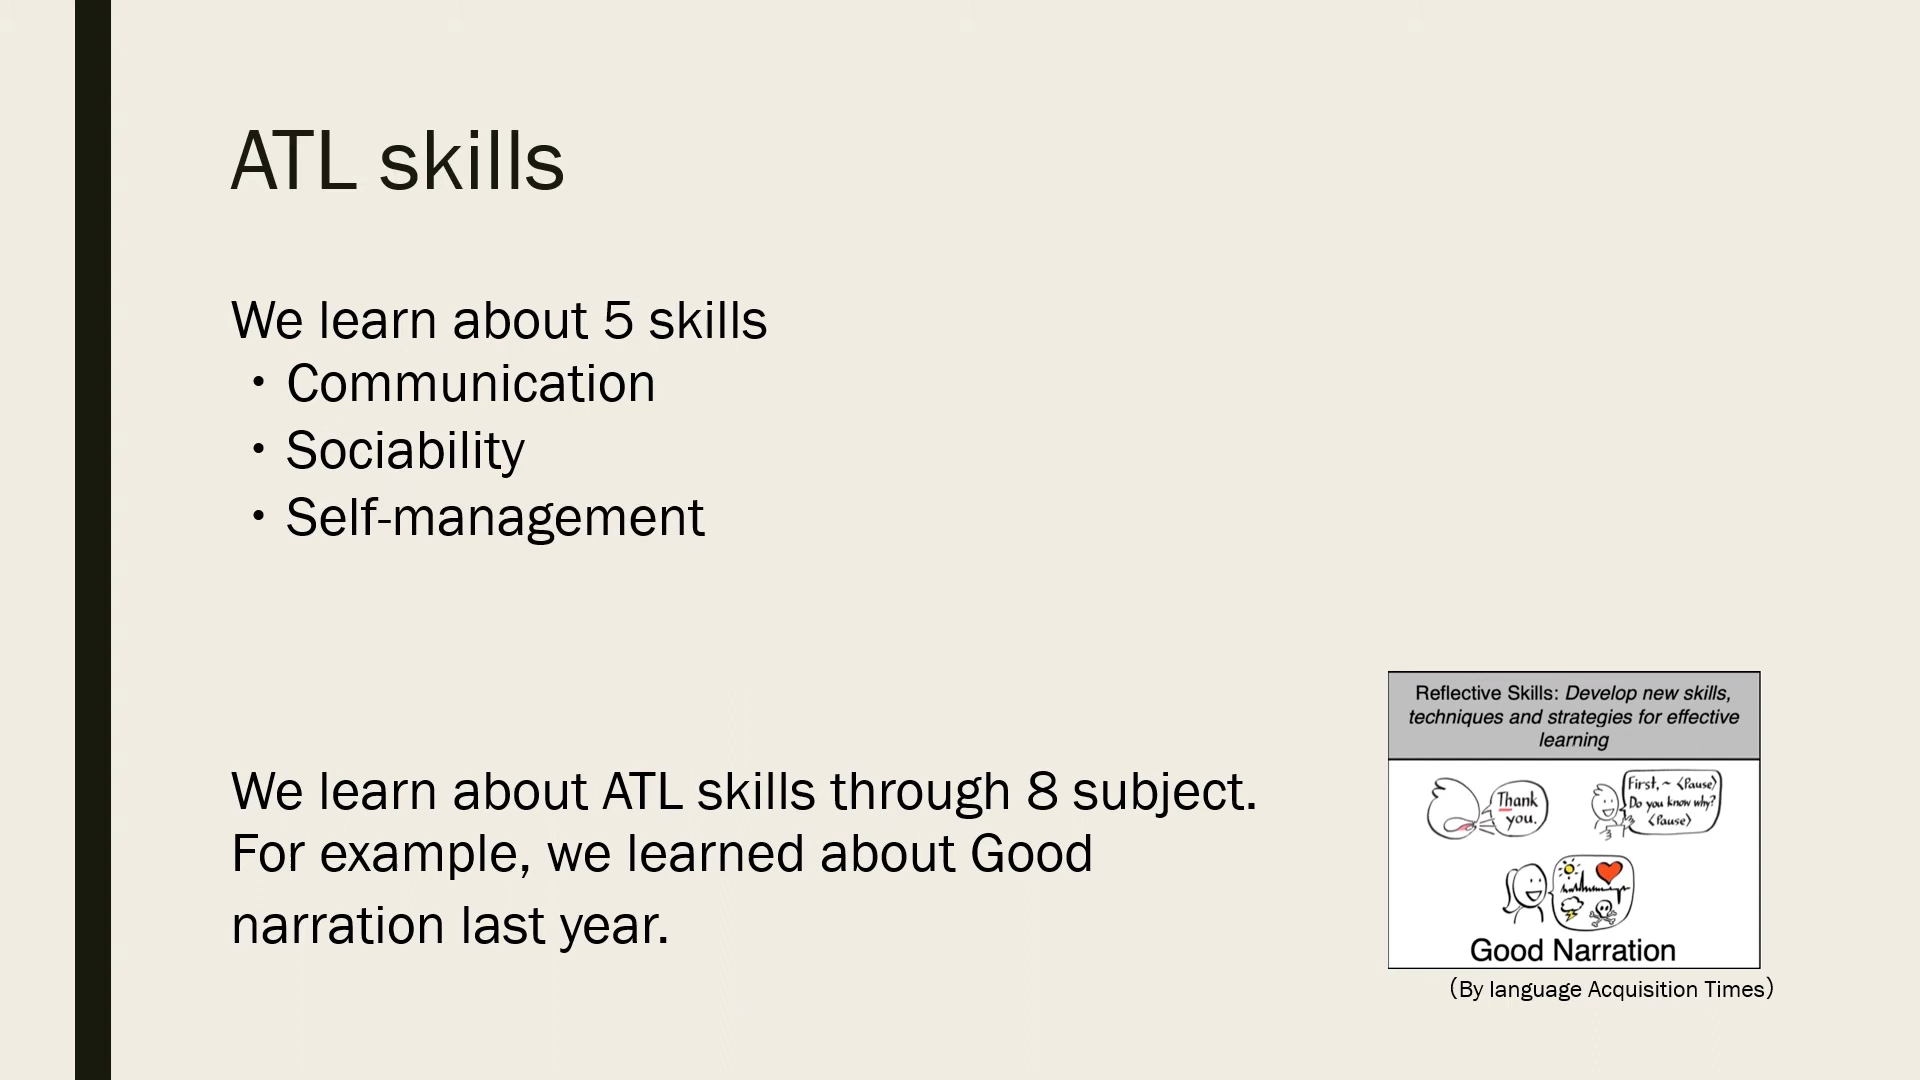 ATL skills
We learn about 5 skills
・Communication
・Sociability
・Self-management
We learn about ATL skills through 8 subject.
For example, we learned about Good
narration last year.
Reflective Skills: Develop new skills,
techniques and strategies for effective
learning
Thank
you.
First, ~ <Pause>
Do you know why?
<Pause>
Good Narration
（By language Acquisition Times）